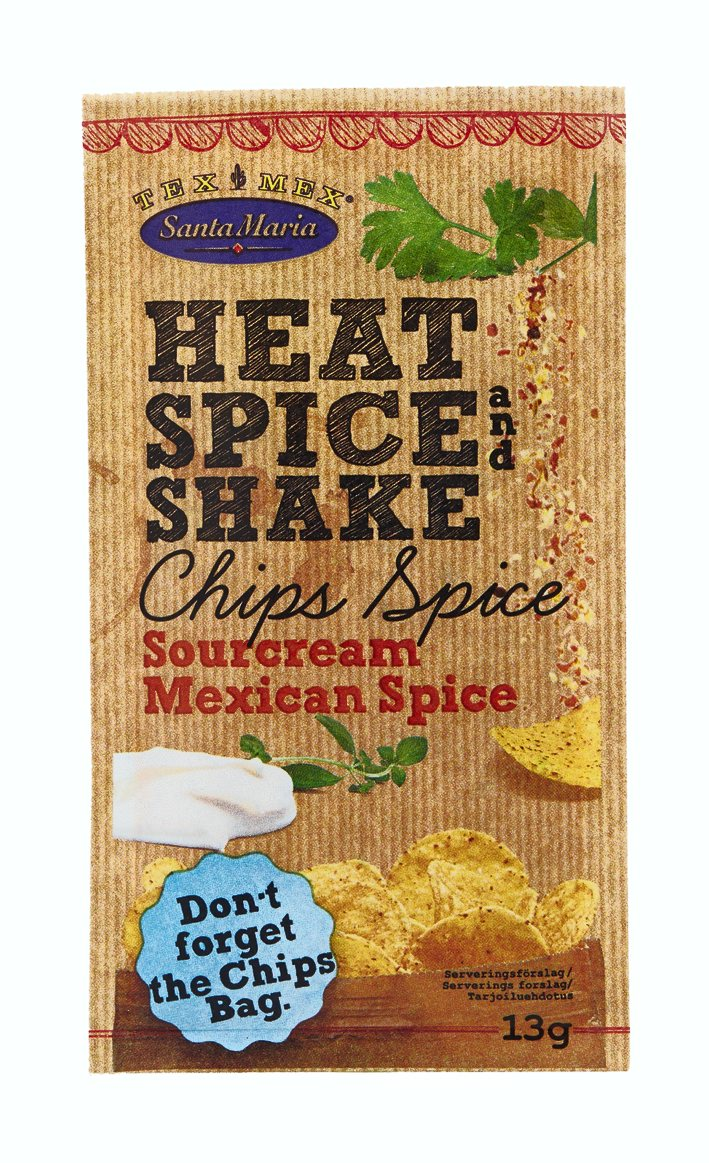 TEX MEX®
Santa Maria
HEAT
SPICE and
SHAKE
Chips Spice
Sourcream
Mexican Spice
Don't
forget
the Chips
Bag.
Serveringsförslag/
Serverings forslag/
Tarjoiluehdotus
13g